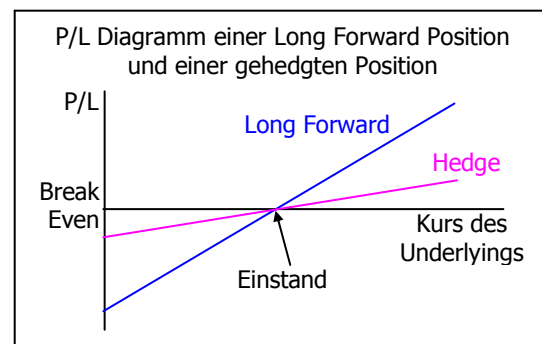 P/L Diagramm einer Long Forward Position
und einer gehedgten Position
P/L
Long Forward
Hedge
Break
Even
Kurs des
Underlyings
Einstand